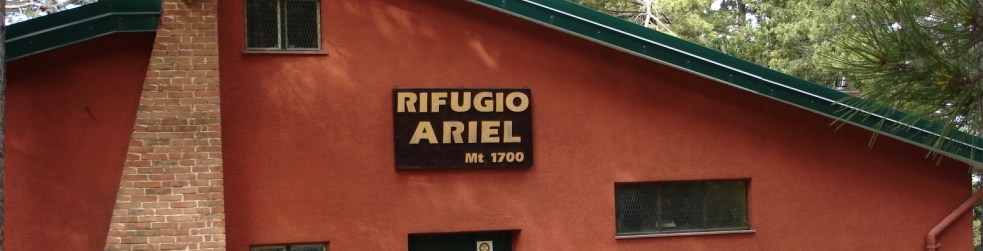 RIFUGIO
ARIEL
Mt. 1700